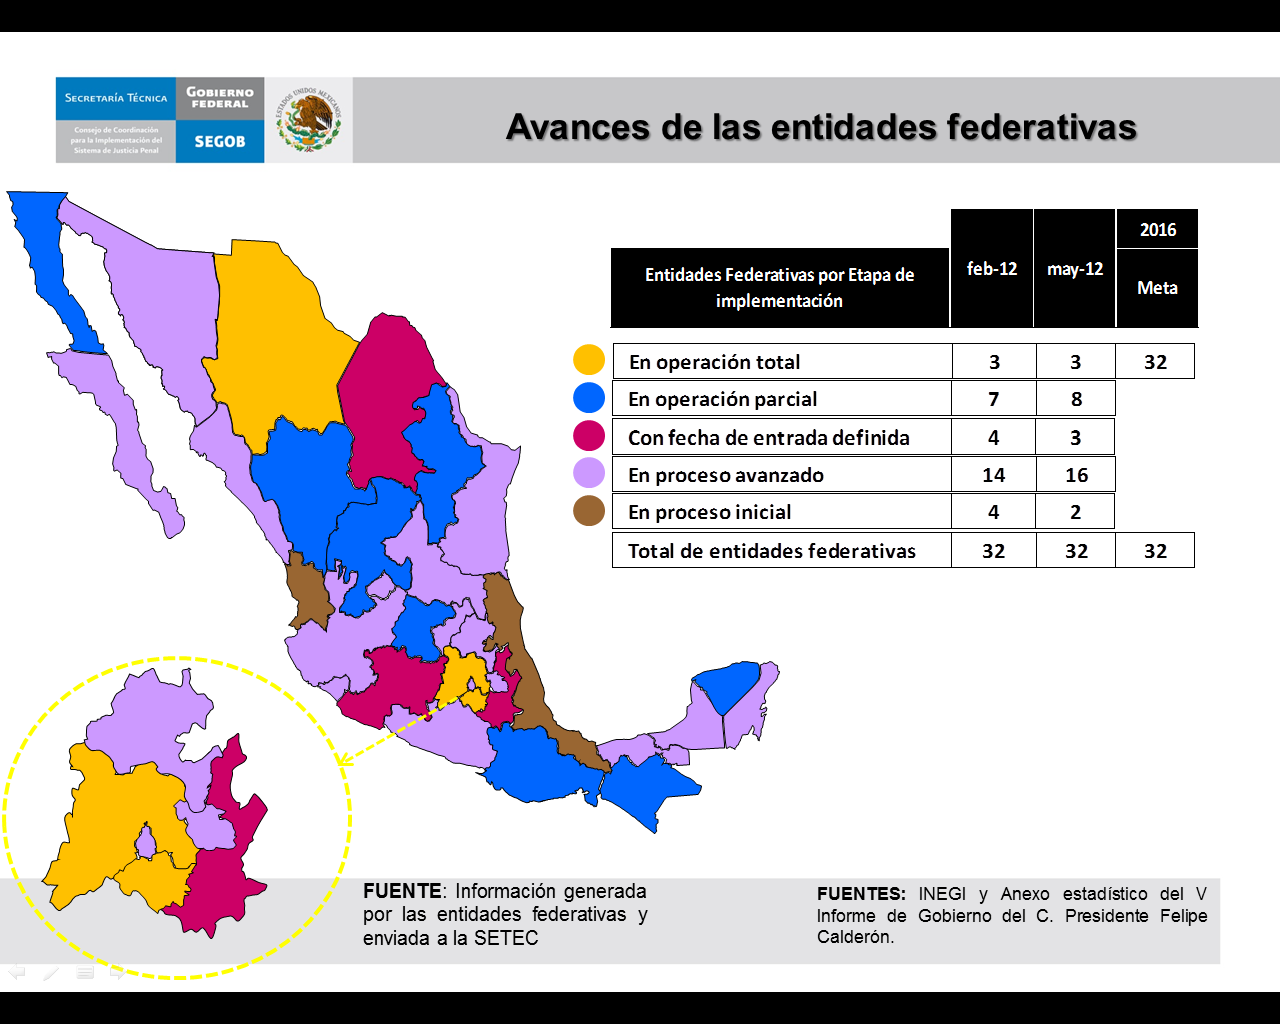 SECRETARÍA TÉCNICA
GOBIERNO
FEDERAL
Consejo de Coordinación
para la Implementación del
Sistema de Justicia Penal
SEGOB
ESTADOS UNIDOS MEXICANOS
Avances de las entidades federativas
Entidades Federativas por Etapa de
implementación
feb-12
may-12
2016
Meta
En operación total 3 3 32
En operación parcial 7 8
Con fecha de entrada definida 4 3
En proceso avanzado 14 16
En proceso inicial 4 2
Total de entidades federativas 32 32 32
FUENTE: Información generada
por las entidades federativas y
enviada a la SETEC
FUENTES: INEGI y Anexo estadístico del V
Informe de Gobierno del C. Presidente Felipe
Calderón.